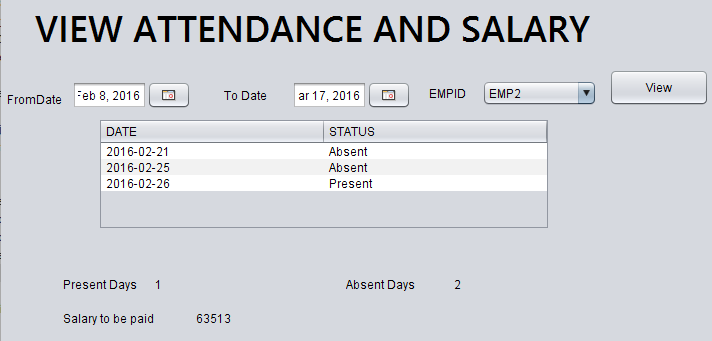 VIEW ATTENDANCE AND SALARY
FromDate Feb 8, 2016 To Date ar 17, 2016 EMPID EMP2 View
DATE STATUS
2016-02-21 Absent
2016-02-25 Absent
2016-02-26 Present
Present Days 1 Absent Days 2
Salary to be paid 63513